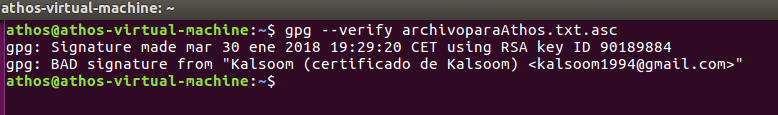 athos-virtual-machine: ~
athos@athos-virtual-machine:~$ gpg --verify archivoparaAthos.txt.asc
gpg: Signature made mar 30 ene 2018 19:29:20 CET using RSA key ID 90189884
gpg: BAD signature from "Kalsoom (certificado de Kalsoom) <kalsoom1994@gmail.com>"
athos@athos-virtual-machine:~$